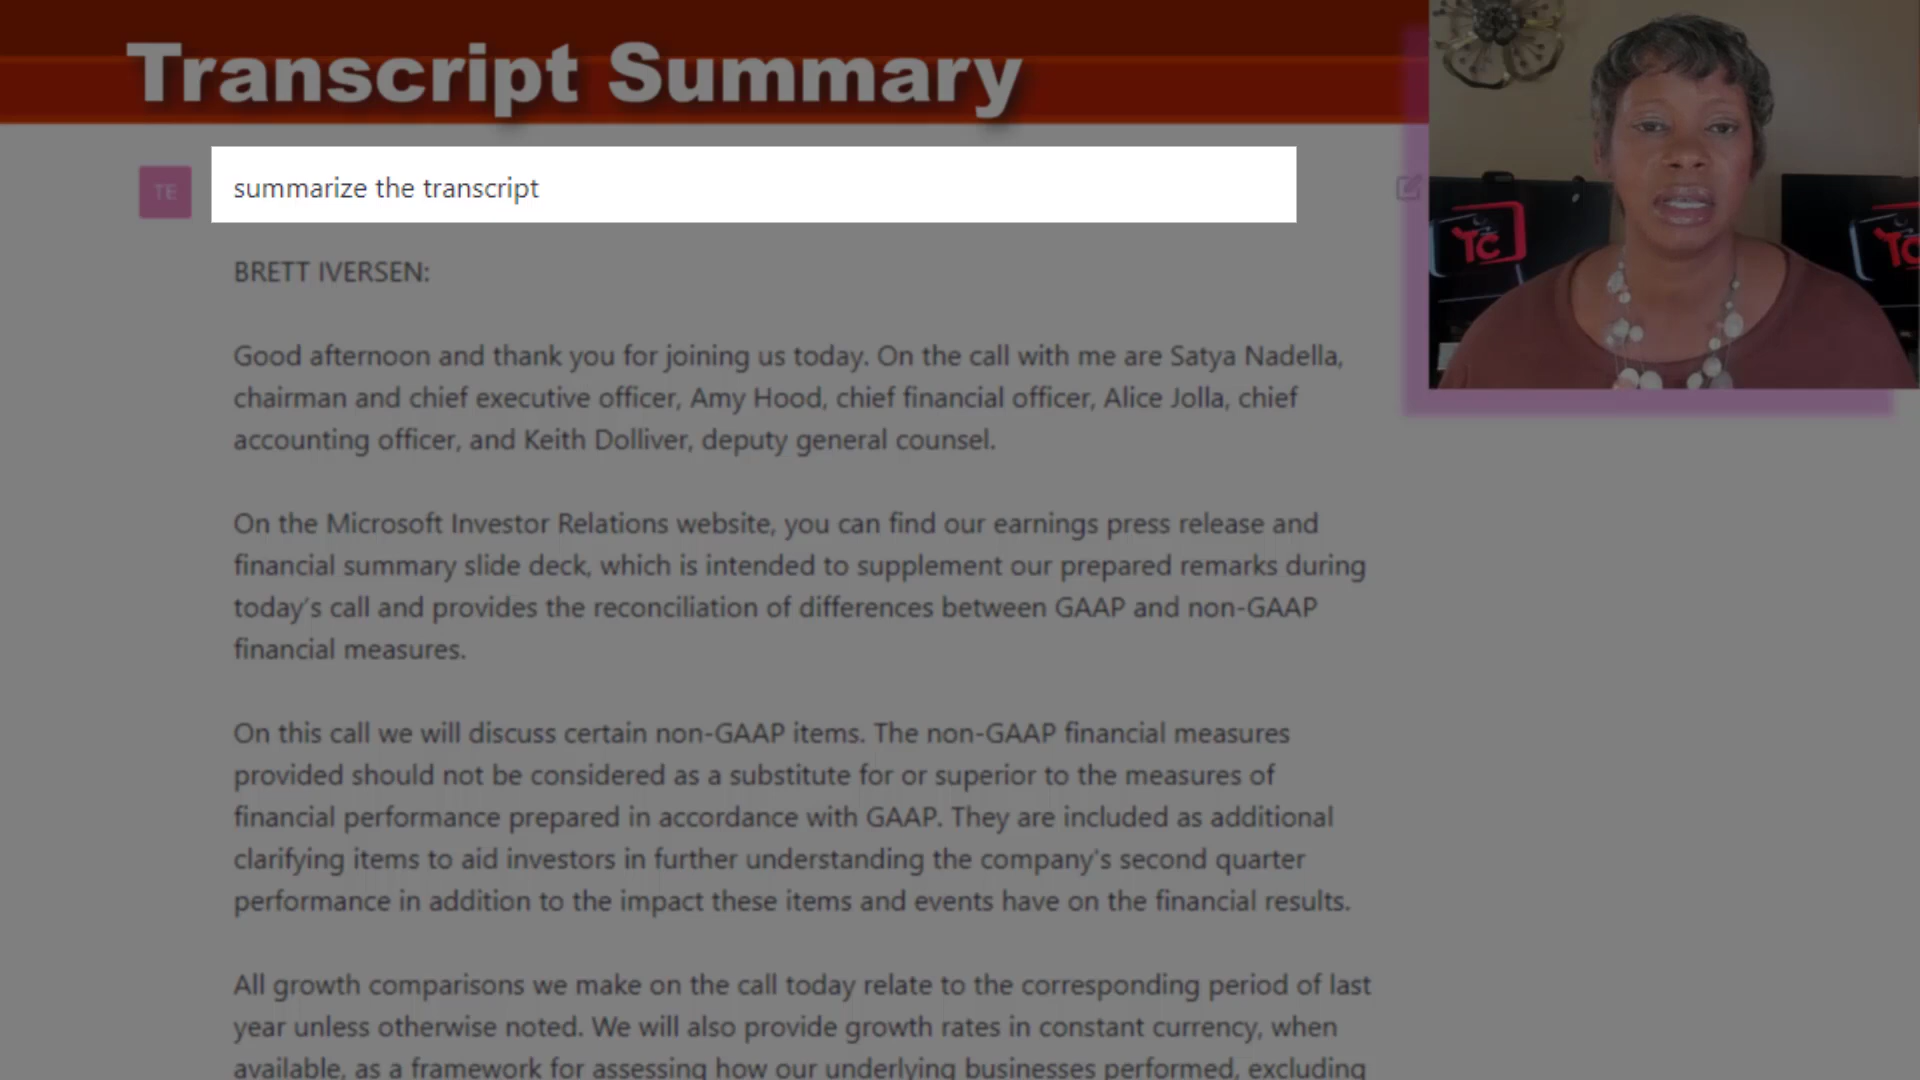 Transcript Summary
TE
summarize the transcript
BRETT IVERSEN:
Good afternoon and thank you for joining us today. On the call with me are Satya Nadella,
chairman and chief executive officer, Amy Hood, chief financial officer, Alice Jolla, chief
accounting officer, and Keith Dolliver, deputy general counsel.
On the Microsoft Investor Relations website, you can find our earnings press release and
financial summary slide deck, which is intended to supplement our prepared remarks during
today's call and provides the reconciliation of differences between GAAP and non-GAAP
financial measures.
On this call we will discuss certain non-GAAP items. The non-GAAP financial measures
provided should not be considered as a substitute for or superior to the measures of
financial performance prepared in accordance with GAAP. They are included as additional
clarifying items to aid investors in further understanding the company's second quarter
performance in addition to the impact these items and events have on the financial results.
All growth comparisons we make on the call today relate to the corresponding period of last
year unless otherwise noted. We will also provide growth rates in constant currency, when
available, as a framework for assessing how our underlying businesses performed, excluding
TC
TC